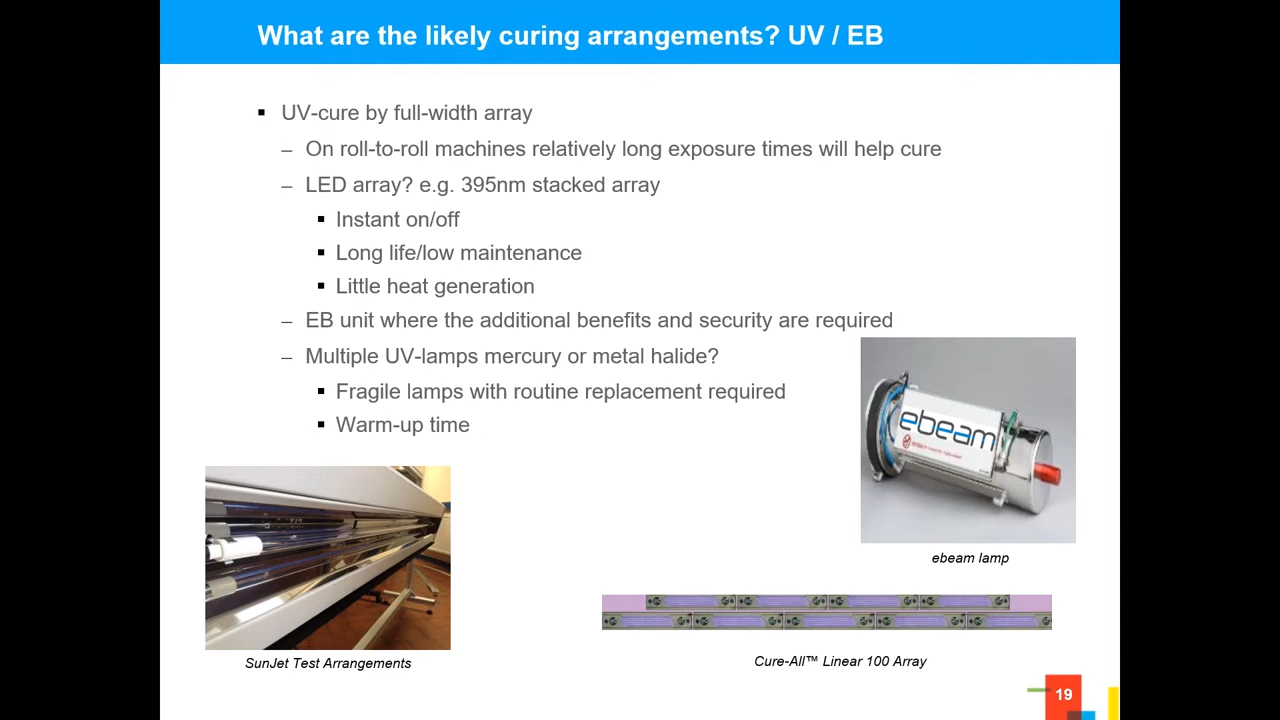 What are the likely curing arrangements? UV / EB
UV-cure by full-width array
– On roll-to-roll machines relatively long exposure times will help cure
– LED array? e.g. 395nm stacked array
Instant on/off
Long life/low maintenance
Little heat generation
– EB unit where the additional benefits and security are required
– Multiple UV-lamps mercury or metal halide?
Fragile lamps with routine replacement required
Warm-up time
ebeam
ebeam lamp
SunJet Test Arrangements
Cure-All™ Linear 100 Array
19